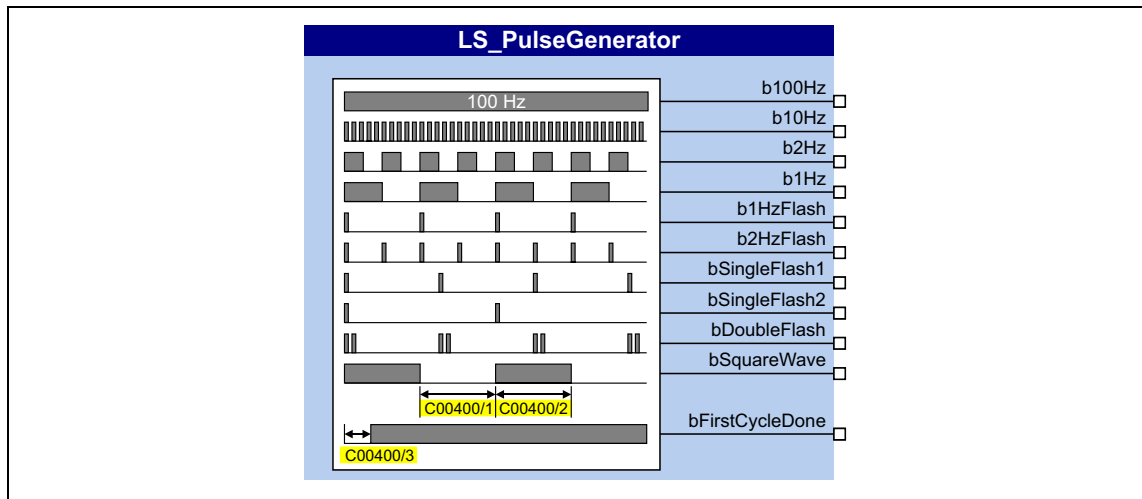 LS_PulseGenerator
100 Hz
b100Hz
b10Hz
b2Hz
b1Hz
b1HzFlash
b2HzFlash
bSingleFlash1
bSingleFlash2
bDoubleFlash
bSquareWave
C00400/1 C00400/2
bFirstCycleDone
C00400/3